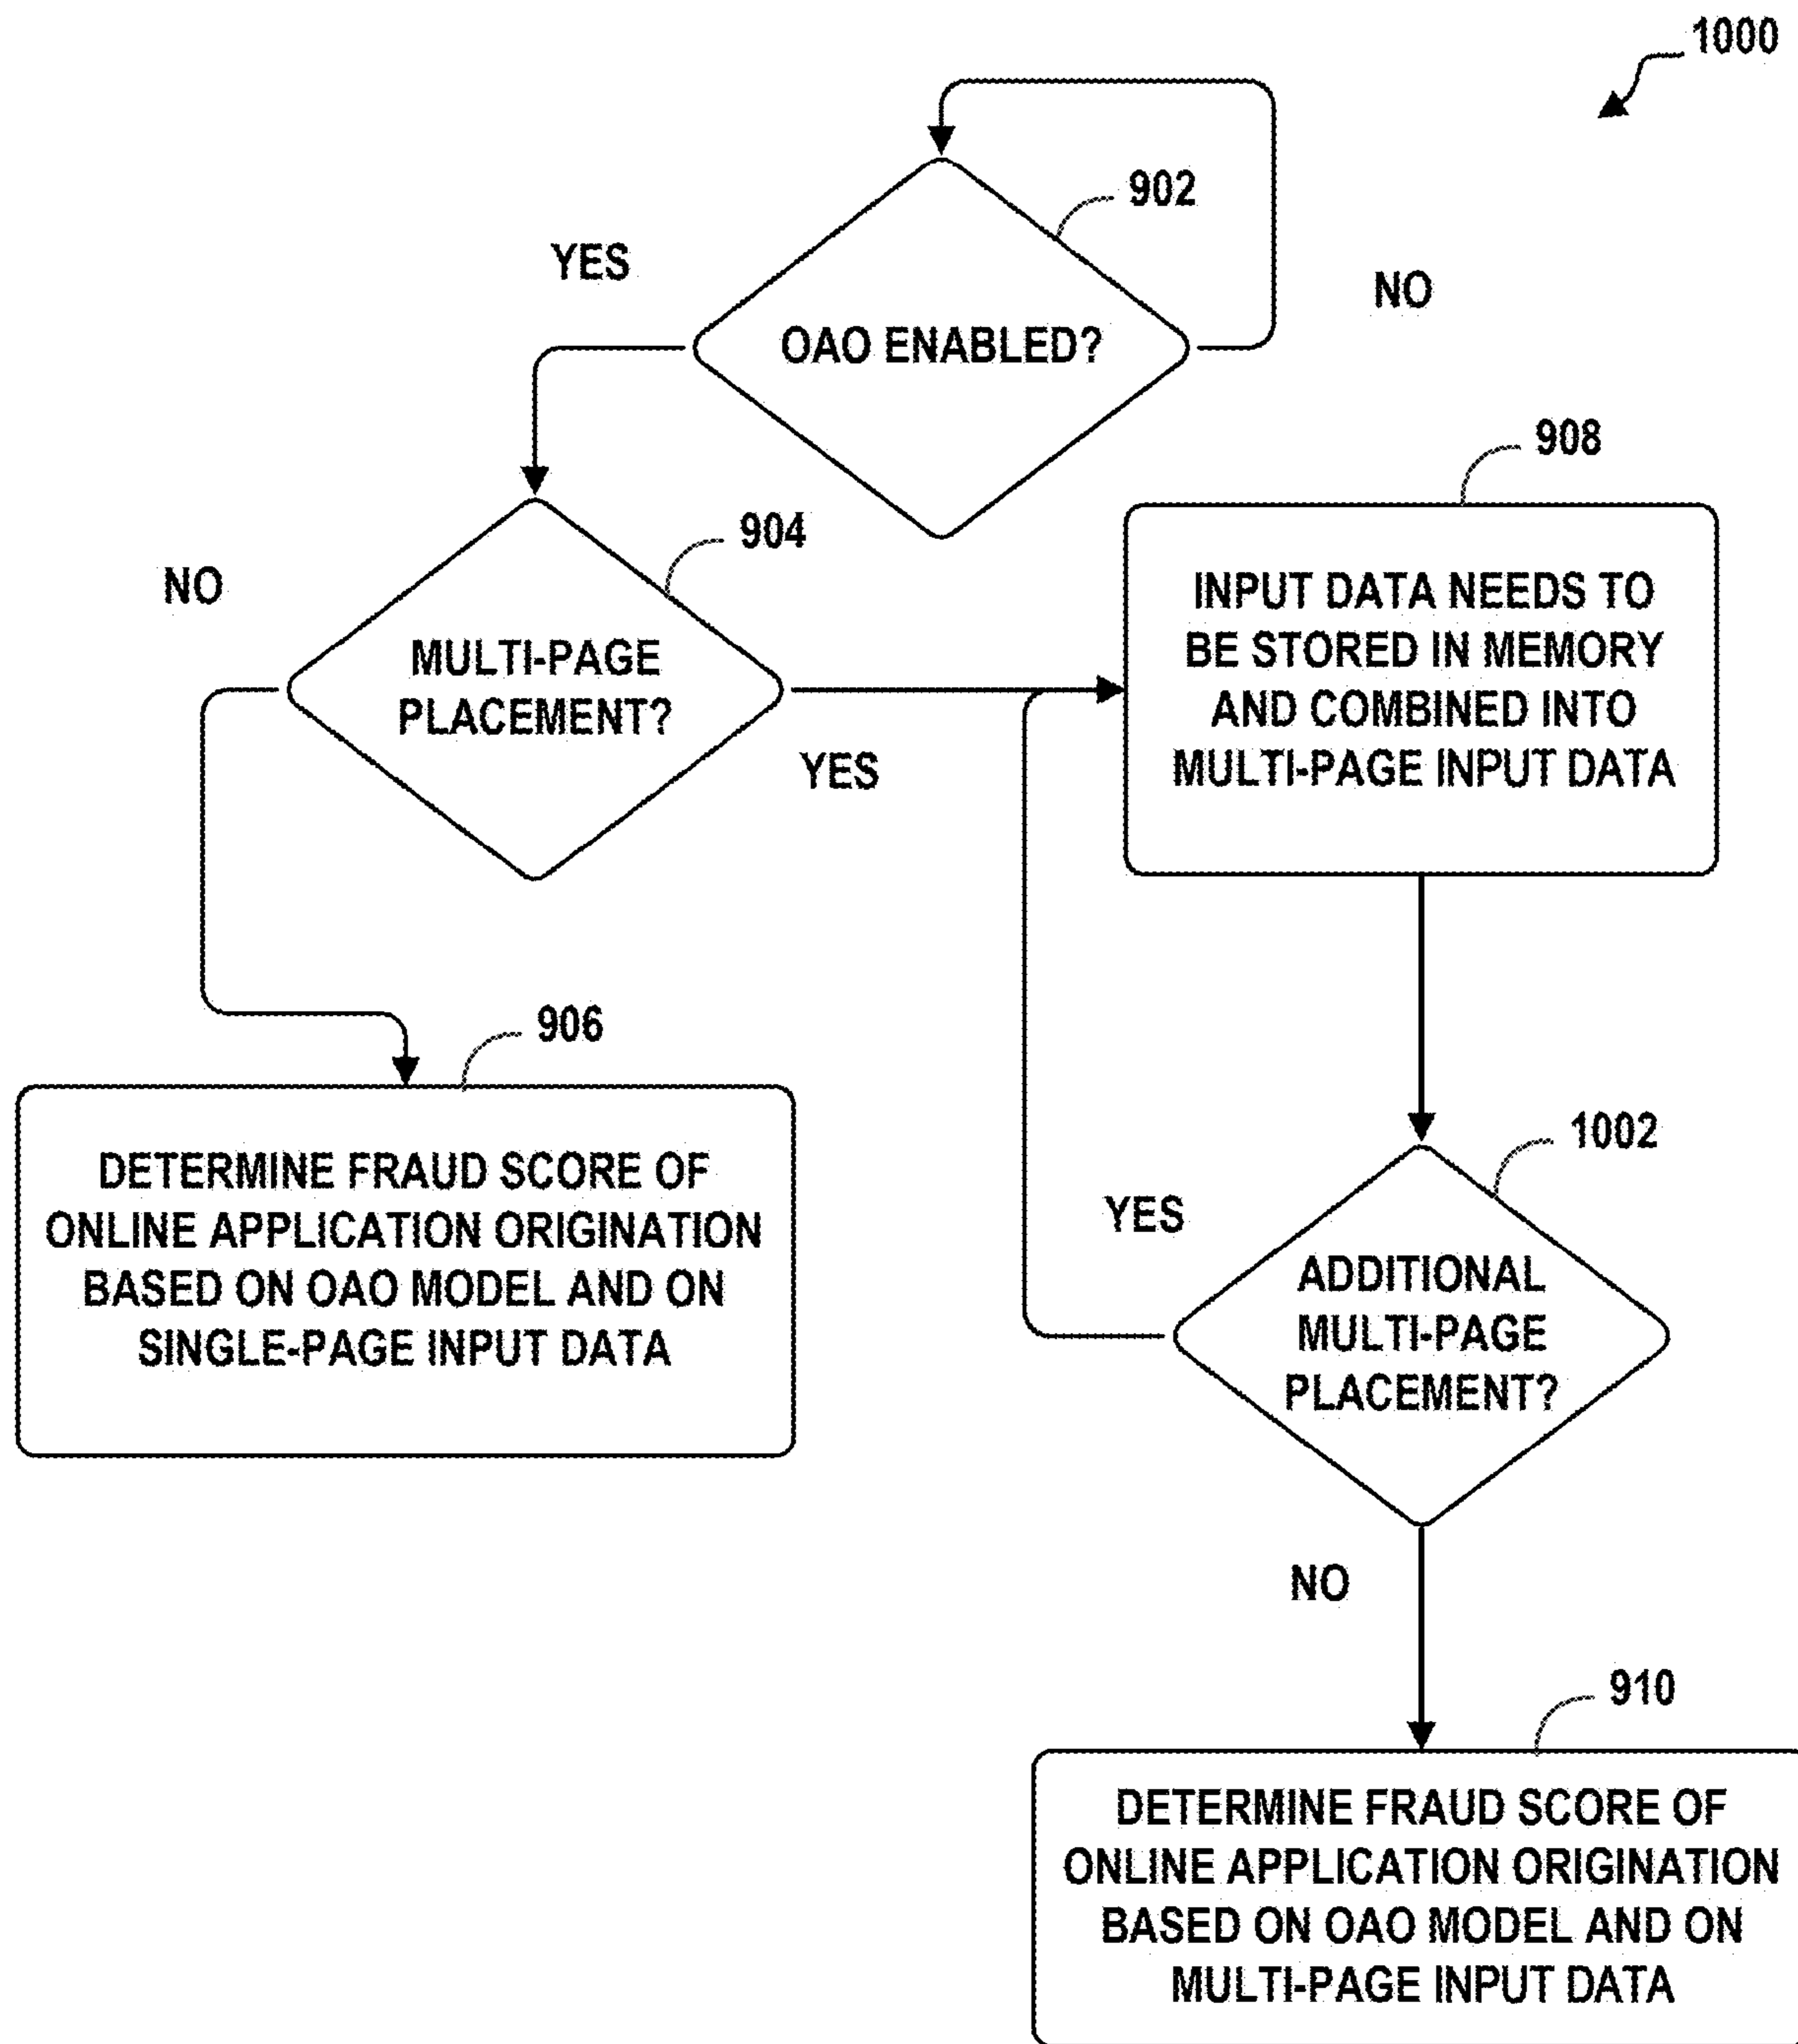 1000
902
YES
NO
OAO ENABLED?
908
904
NO
INPUT DATA NEEDS TO
BE STORED IN MEMORY
AND COMBINED INTO
MULTI-PAGE INPUT DATA
MULTI-PAGE
PLACEMENT?
YES
906
DETERMINE FRAUD SCORE OF
ONLINE APPLICATION ORIGINATION
BASED ON OAO MODEL AND ON
SINGLE-PAGE INPUT DATA
1002
YES
ADDITIONAL
MULTI-PAGE
PLACEMENT?
NO
910
DETERMINE FRAUD SCORE OF
ONLINE APPLICATION ORIGINATION
BASED ON OAO MODEL AND ON
MULTI-PAGE INPUT DATA